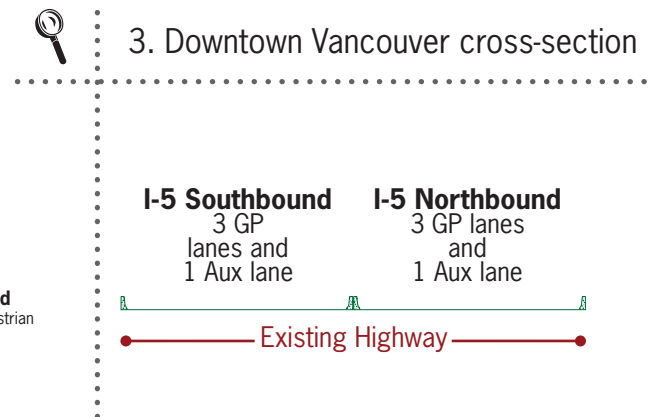 3. Downtown Vancouver cross-section
I-5 Southbound
3 GP
lanes and
1 Aux lane
I-5 Northbound
3 GP lanes
and
1 Aux lane
Existing Highway